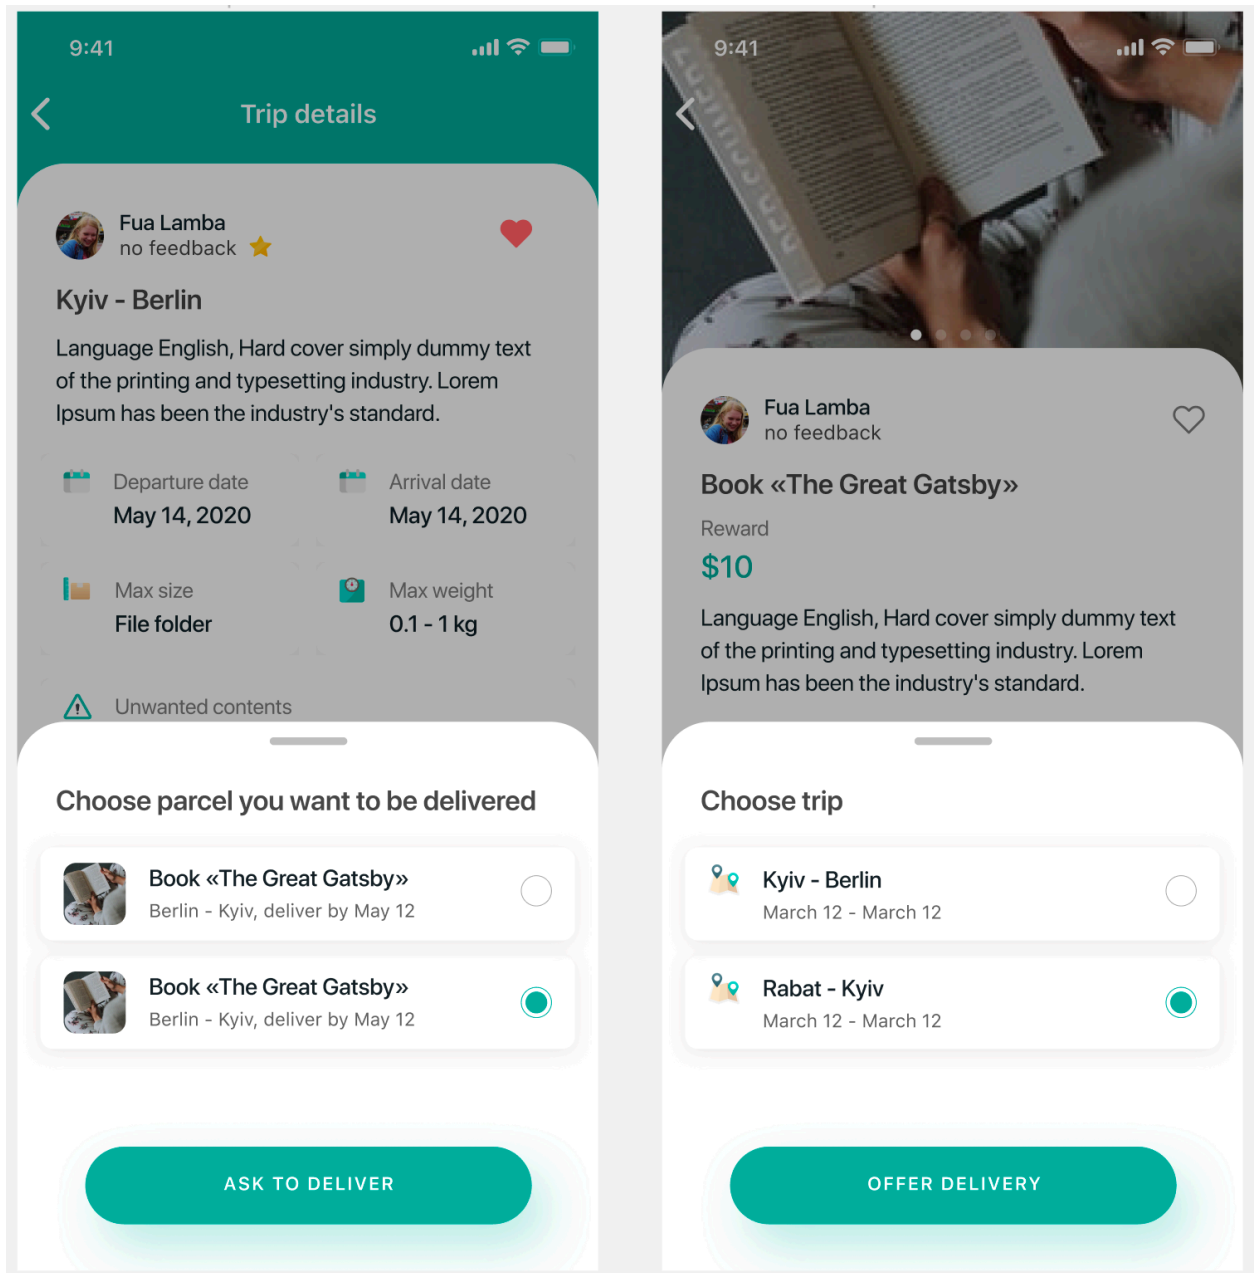 9:41
Trip details
Fua Lamba
no feedback
Kyiv - Berlin
Language English, Hard cover simply dummy text
of the printing and typesetting industry. Lorem
Ipsum has been the industry's standard.
Departure date
May 14, 2020
Arrival date
May 14, 2020
Max size
File folder
Max weight
0.1 - 1 kg
Unwanted contents
Choose parcel you want to be delivered
Book «The Great Gatsby»
Berlin - Kyiv, deliver by May 12
Book «The Great Gatsby»
Berlin - Kyiv, deliver by May 12
ASK TO DELIVER
9:41
Fua Lamba
no feedback
Book «The Great Gatsby»
Reward
$10
Language English, Hard cover simply dummy text
of the printing and typesetting industry. Lorem
Ipsum has been the industry's standard.
Choose trip
Kyiv - Berlin
March 12 - March 12
Rabat - Kyiv
March 12 - March 12
OFFER DELIVERY